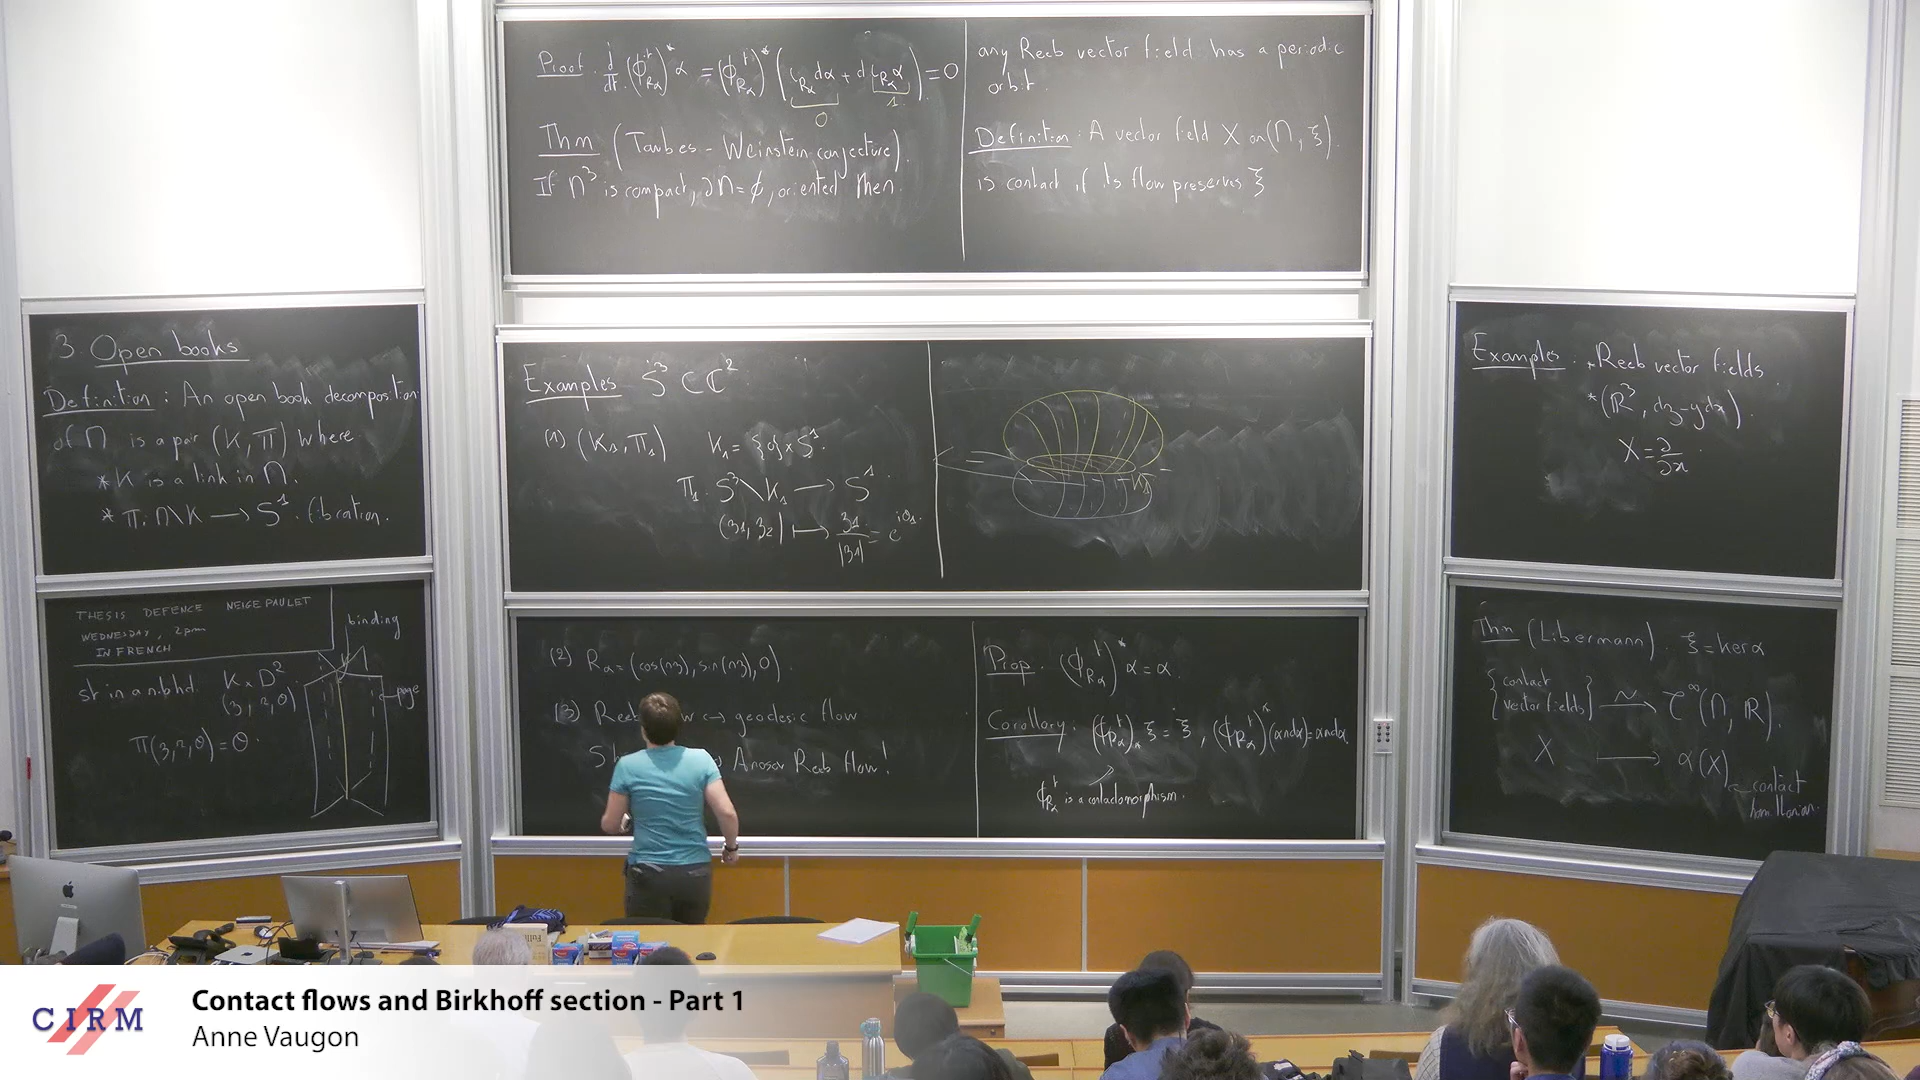 Proof. d/dt (ϕ^t_{Rα})^* α = (ϕ^t_{Rα})^* (ι_{Rα} dα + d ι_{Rα} α) = 0
0
1.
Thm (Taubes - Weinstein conjecture).
If M³ is compact, ∂M = ∅, oriented then
any Reeb vector field has a periodic
orbit.
Definition : A vector field X on (M, ξ)
is contact if its flow preserves ξ
3. Open books
Definition : An open book decomposition
of M is a pair (K, π) where
* K is a link in M.
* π: M\K → S¹ fibration.
THESIS DEFENCE NEIGE PAULET
WEDNESDAY, 2pm
IN FRENCH
binding
page
st in a nbhd K × D²
(z, r, θ)
π(z, r, θ) = θ.
Examples S³ ⊂ ℂ²
(1) (K₁, π₁) K₁ = {0} × S¹.
π₁: S³ \ K₁ → S¹
(z₁, z₂) ↦ z₁/|z₁| = e^{iθ₁}.
K₁
(2) Rα = (cos(nz), sin(nz), 0).
(3) Reeb flow ↔ geodesic flow
Anosov Reeb flow!
Prop. (ϕ^t_{Rα})^* α = α
Corollary : (ϕ^t_{Rα})_* ξ = ξ, (ϕ^t_{Rα})^* (α∧dα) = α∧dα
ϕ^t_{Rα} is a contactomorphism.
Examples. * Reeb vector fields.
* (ℝ³, dz - ydx).
X = ∂/∂x
Thm (Libermann). ξ = ker α
{contact vector fields} ~→ C^∞(M, ℝ).
X → α(X)
contact
hamiltonian.
CIRM
Contact flows and Birkhoff section - Part 1
Anne Vaugon